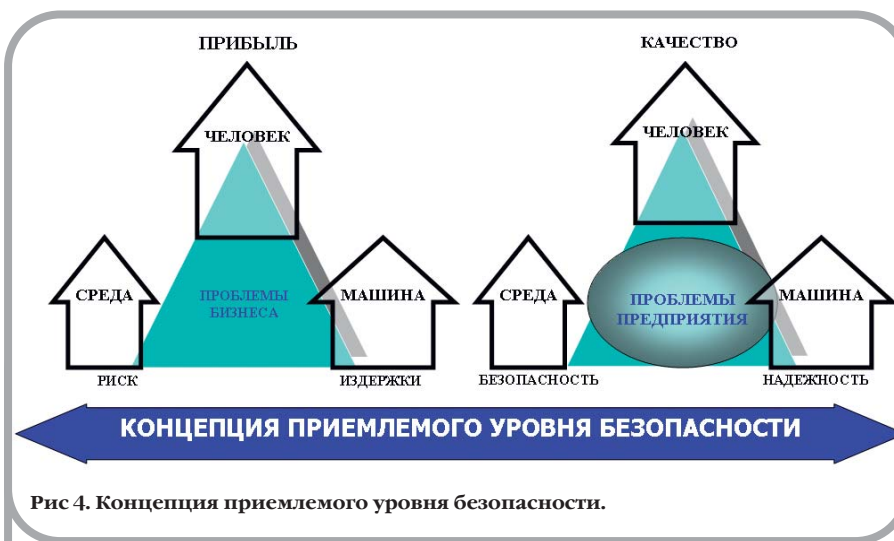 ПРИБЫЛЬ
ЧЕЛОВЕК
СРЕДА
ПРОБЛЕМЫ
БИЗНЕСА
МАШИНА
РИСК
ИЗДЕРЖКИ
КАЧЕСТВО
ЧЕЛОВЕК
СРЕДА
ПРОБЛЕМЫ
ПРЕДПРИЯТИЯ
МАШИНА
БЕЗОПАСНОСТЬ
НАДЕЖНОСТЬ
КОНЦЕПЦИЯ ПРИЕМЛЕМОГО УРОВНЯ БЕЗОПАСНОСТИ
Рис 4. Концепция приемлемого уровня безопасности.